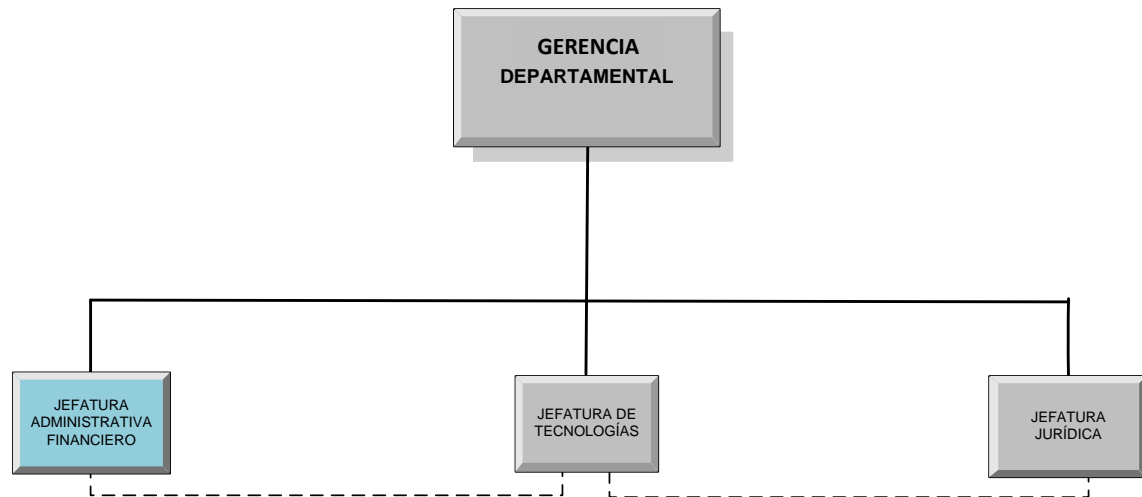 GERENCIA
DEPARTAMENTAL
JEFATURA
ADMINISTRATIVA
FINANCIERO
JEFATURA DE
TECNOLOGÍAS
JEFATURA
JURÍDICA